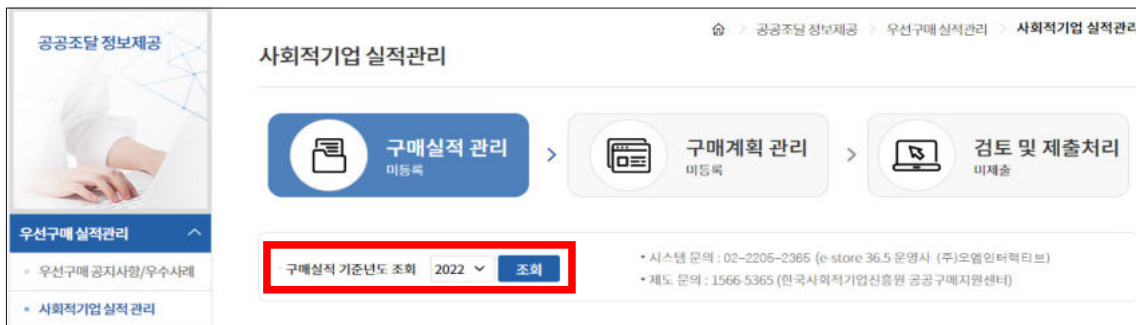 공공조달 정보제공
공공조달 정보제공 > 우선구매 실적관리 > 사회적기업 실적관리
사회적기업 실적관리
구매실적 관리
미등록
구매계획 관리
미등록
검토 및 제출처리
미제출
우선구매 실적관리
우선구매 공지사항/우수사례
사회적기업 실적 관리
· 구매실적 기준년도 조회 2022 조회
• 시스템 문의 : 02-2205-2365 (e-store 36.5 운영사 (주)오엠인터랙티브)
• 제도 문의 : 1566-5365 (한국사회적기업진흥원 공공구매지원센터)